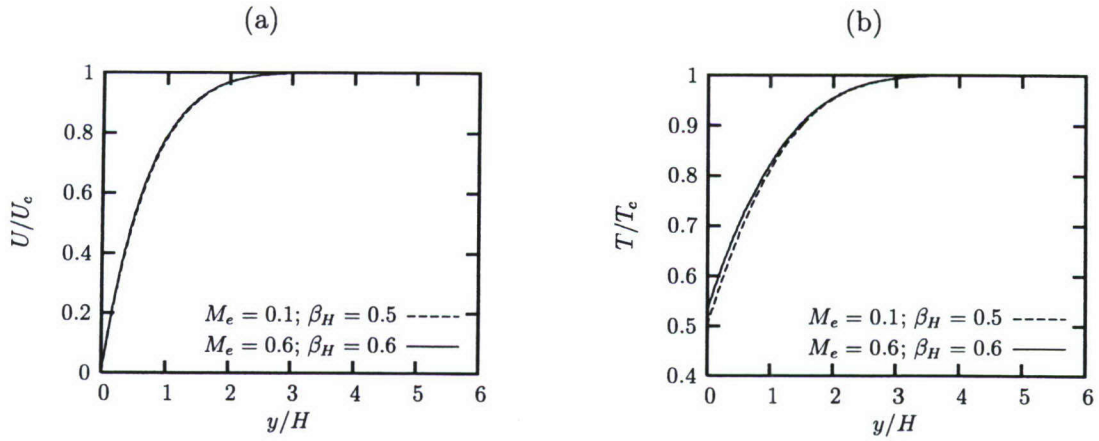 (a)
1
0.8
0.6
0.4
0.2
0
U/U_e
M_e = 0.1; β_H = 0.5
M_e = 0.6; β_H = 0.6
0 1 2 3 4 5 6
y/H
(b)
1
0.9
0.8
0.7
0.6
0.5
0.4
T/T_e
M_e = 0.1; β_H = 0.5
M_e = 0.6; β_H = 0.6
0 1 2 3 4 5 6
y/H